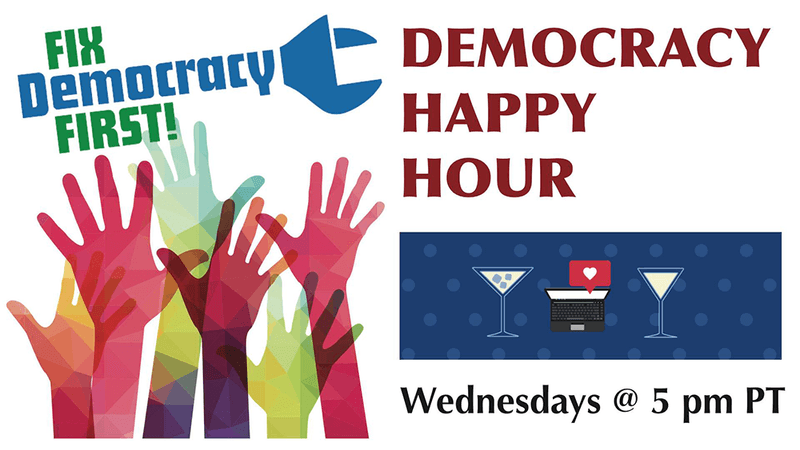 FIX
Democracy
FIRST!
DEMOCRACY
HAPPY
HOUR
Wednesdays @ 5 pm PT